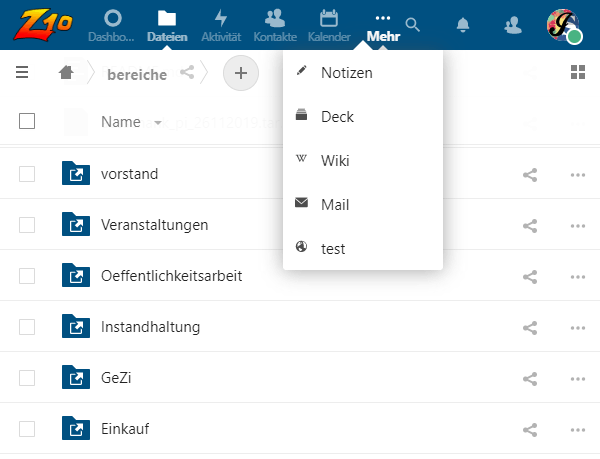 Z10
Dashbo...
Dateien
Aktivität
Kontakte
Kalender
Mehr
bereiche
Notizen
Deck
Wiki
Mail
test
Name
vorstand
Veranstaltungen
Oeffentlichkeitsarbeit
Instandhaltung
GeZi
Einkauf